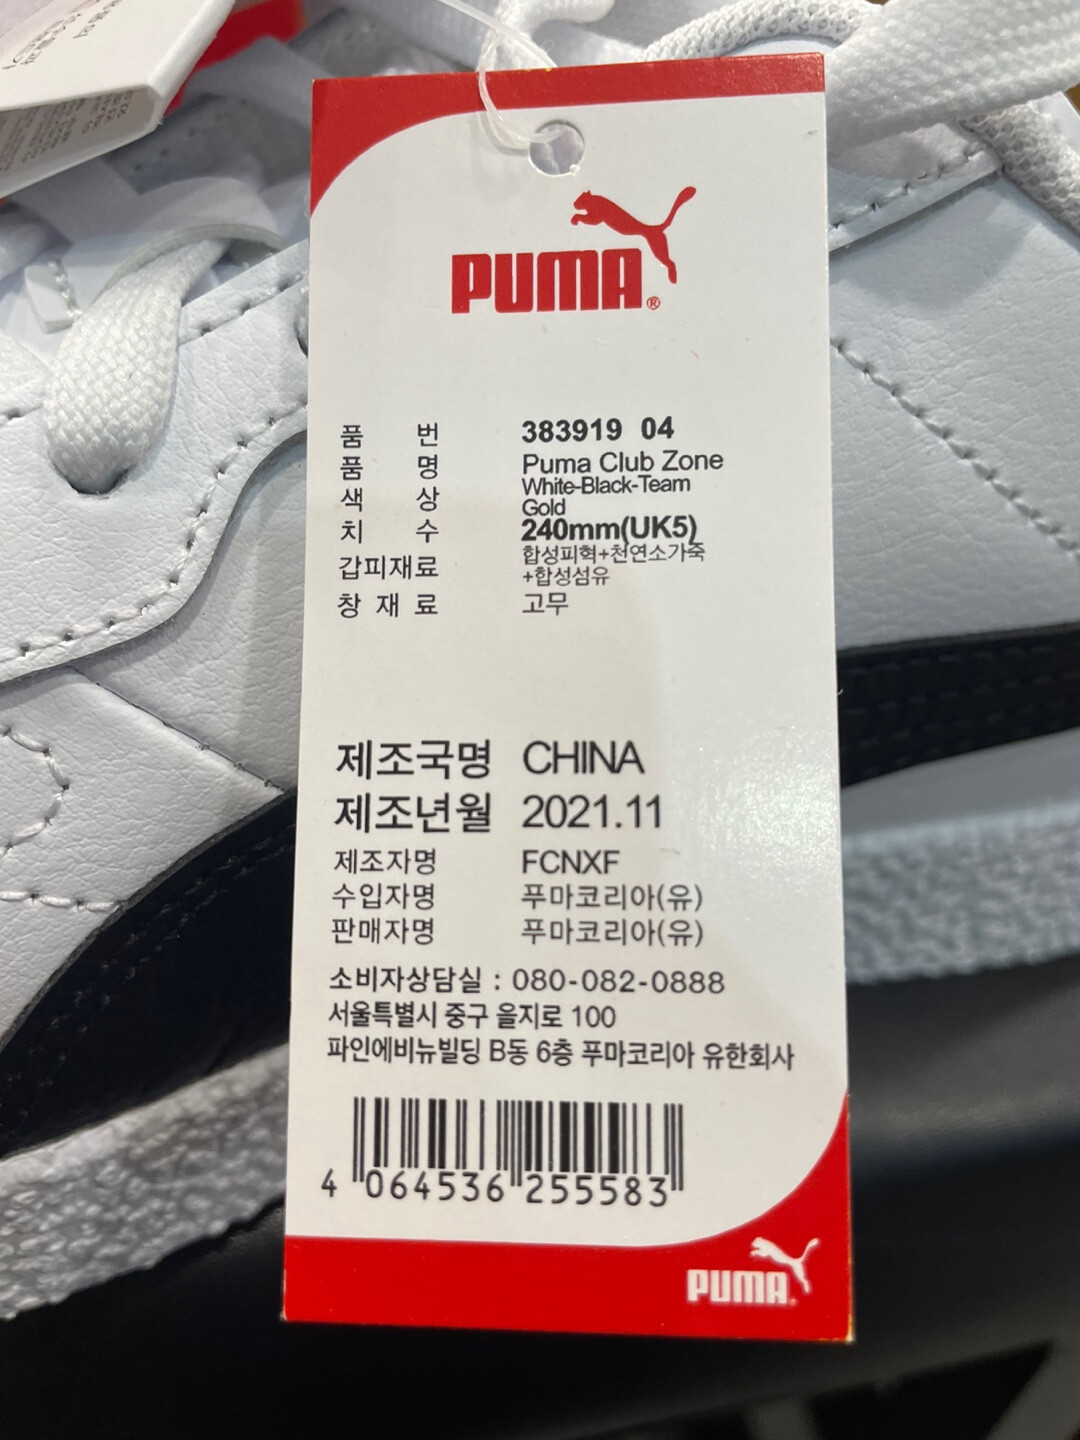 PUMA®
품 번 383919 04
품 명 Puma Club Zone
색 상 White-Black-Team
Gold
치 수 240mm(UK5)
갑피재료 합성피혁+천연소가죽
+합성섬유
창 재 료 고무
제조국명 CHINA
제조년월 2021.11
제조자명 FCNXF
수입자명 푸마코리아(유)
판매자명 푸마코리아(유)
소비자상담실 : 080-082-0888
서울특별시 중구 을지로 100
파인에비뉴빌딩 B동 6층 푸마코리아 유한회사
4 064536 255583
PUMA